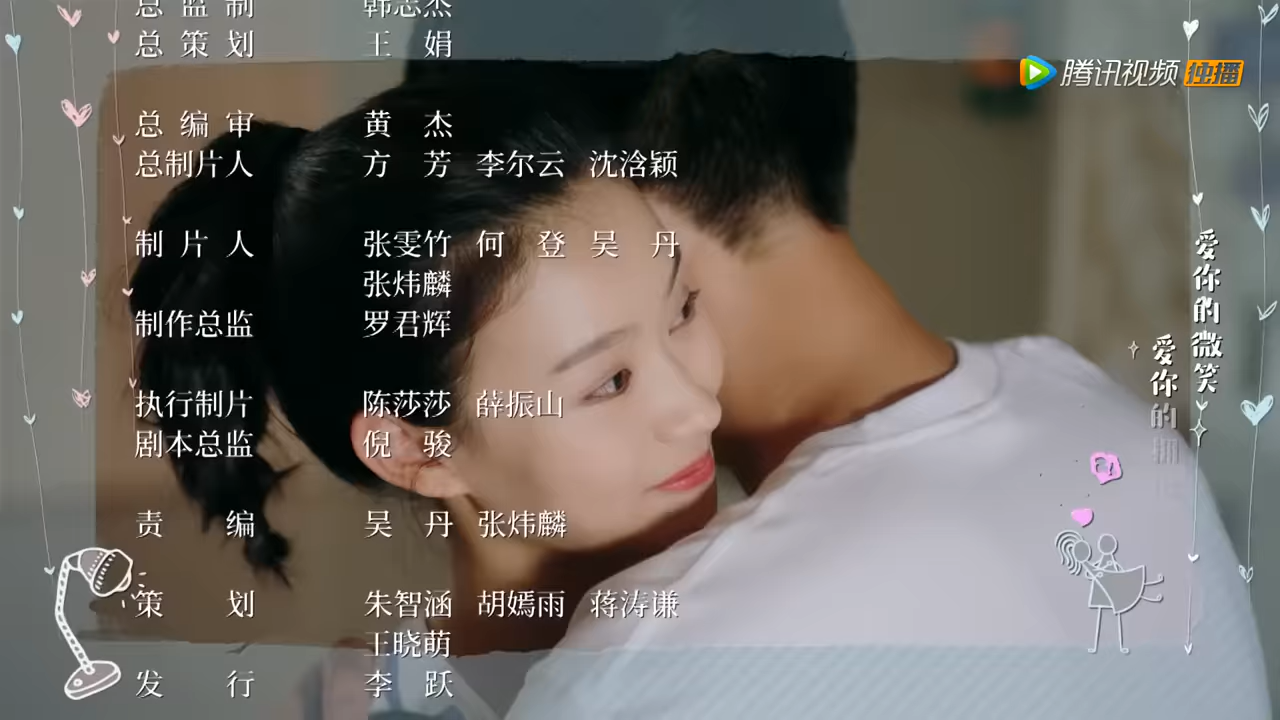 总监制 韩志杰
总策划 王娟
总编审 黄杰
总制片人 方芳 李尔云 沈浛颖
制片人 张雯竹 何登 吴丹
张炜麟
制作总监 罗君辉
执行制片 陈莎莎 薛振山
剧本总监 倪骏
责编 吴丹 张炜麟
策划 朱智涵 胡嫣雨 蒋涛谦
王晓萌
发行 李跃
腾讯视频 独播
爱你的微笑
爱你的拥